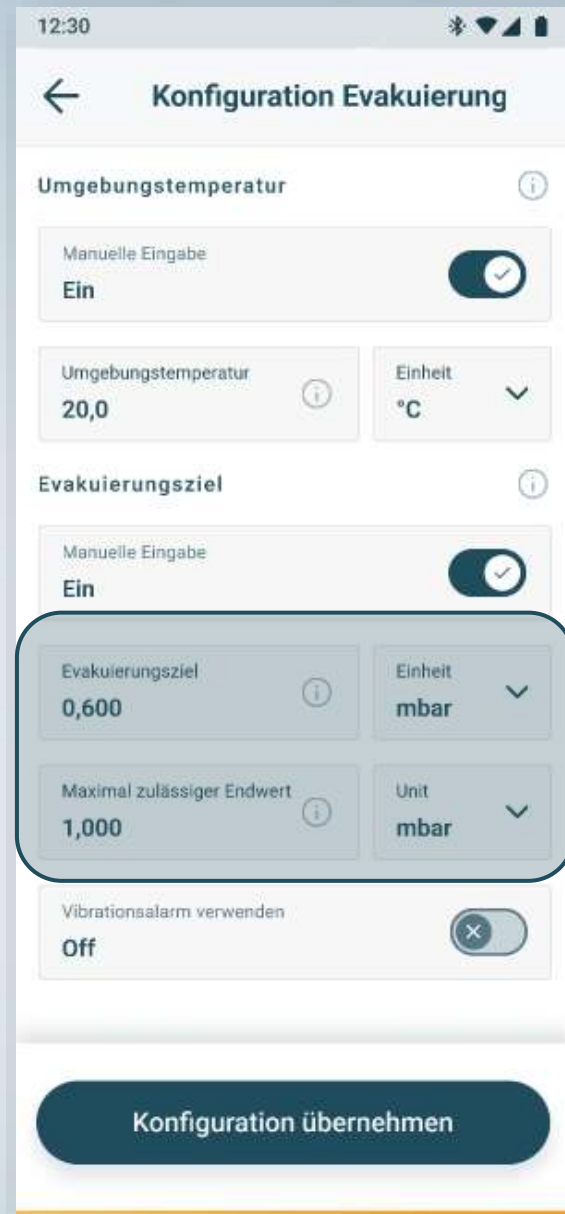 12:30
Konfiguration Evakuierung
Umgebungstemperatur
Manuelle Eingabe
Ein
Umgebungstemperatur
20,0
Einheit
°C
Evakuierungsziel
Manuelle Eingabe
Ein
Evakuierungsziel
0,600
Einheit
mbar
Maximal zulässiger Endwert
1,000
Unit
mbar
Vibrationsalarm verwenden
Off
Konfiguration übernehmen